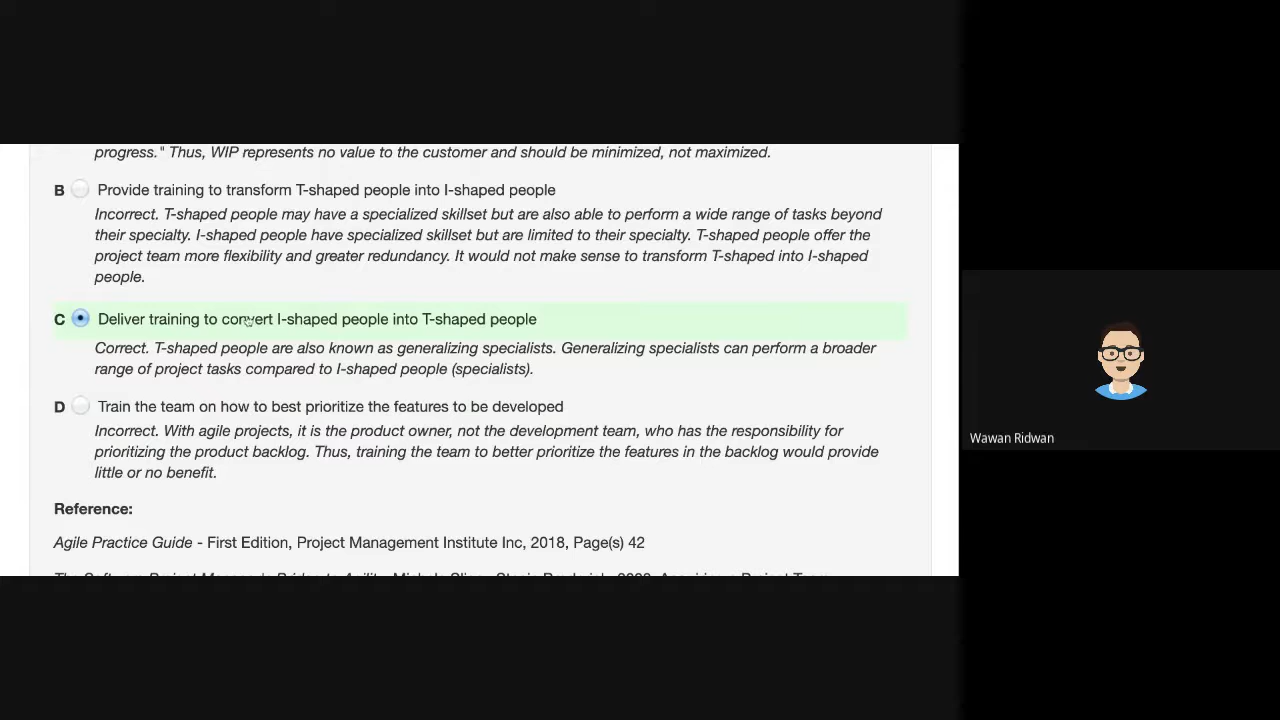 progress." Thus, WIP represents no value to the customer and should be minimized, not maximized.
B Provide training to transform T-shaped people into I-shaped people
Incorrect. T-shaped people may have a specialized skillset but are also able to perform a wide range of tasks beyond
their specialty. I-shaped people have specialized skillset but are limited to their specialty. T-shaped people offer the
project team more flexibility and greater redundancy. It would not make sense to transform T-shaped into I-shaped
people.
C Deliver training to convert I-shaped people into T-shaped people
Correct. T-shaped people are also known as generalizing specialists. Generalizing specialists can perform a broader
range of project tasks compared to I-shaped people (specialists).
Wawan Ridwan
D Train the team on how to best prioritize the features to be developed
Incorrect. With agile projects, it is the product owner, not the development team, who has the responsibility for
prioritizing the product backlog. Thus, training the team to better prioritize the features in the backlog would provide
little or no benefit.
Reference:
Agile Practice Guide - First Edition, Project Management Institute Inc, 2018, Page(s) 42